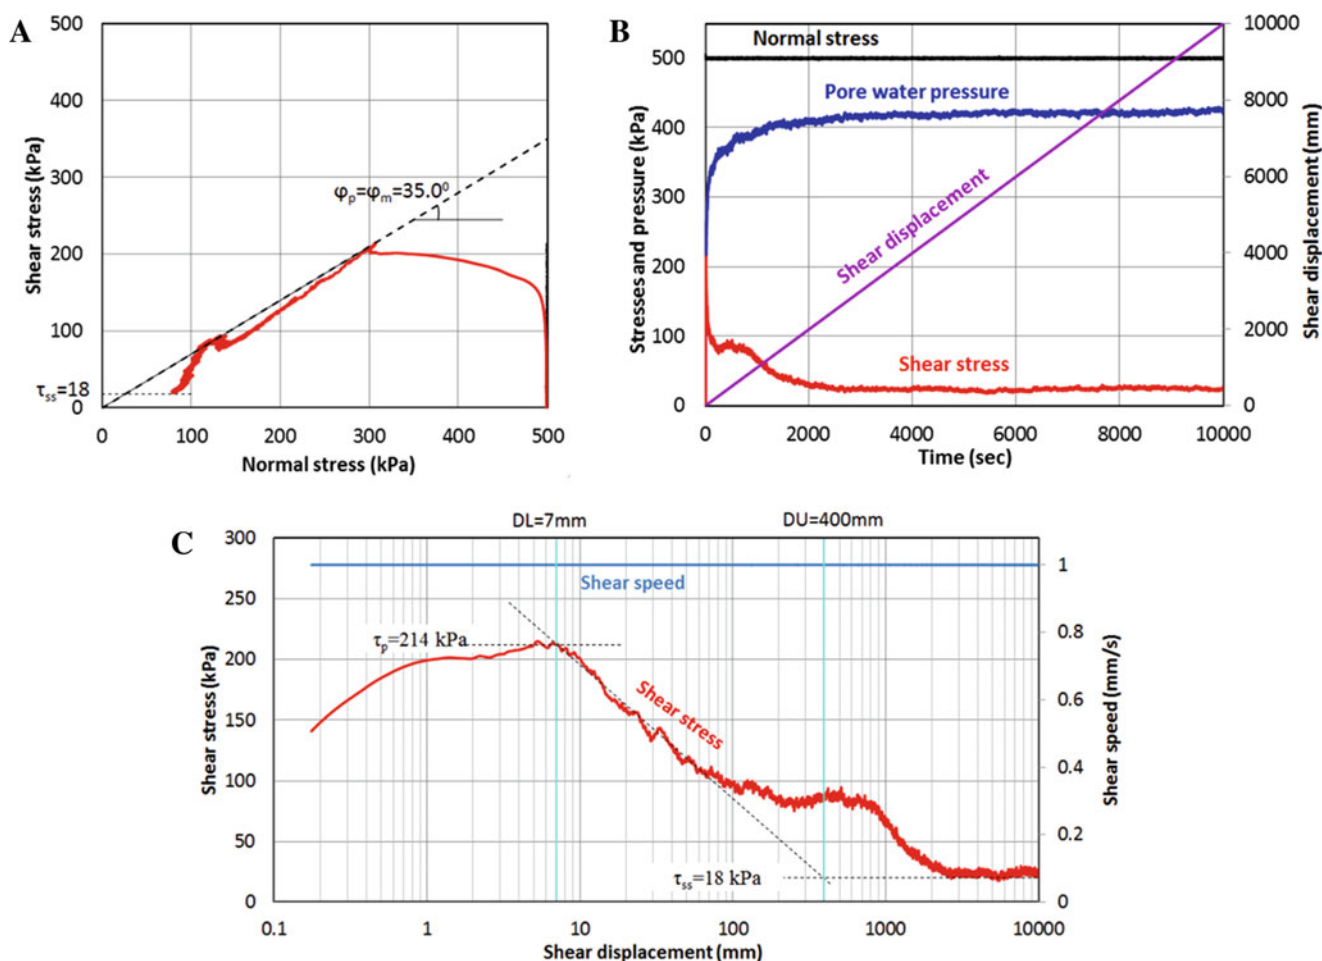 A
500
400
300
200
100
0
Shear stress (kPa)
φp=φm=35.0⁰
τss=18
0 100 200 300 400 500
Normal stress (kPa)
B
500
400
300
200
100
0
Stresses and pressure (kPa)
Normal stress
Pore water pressure
Shear displacement
Shear stress
10000
8000
6000
4000
2000
0
Shear displacement (mm)
0 2000 4000 6000 8000 10000
Time (sec)
C
DL=7mm DU=400mm
300
250
200
150
100
50
0
Shear stress (kPa)
Shear speed
τp=214 kPa
Shear stress
τss=18 kPa
1
0.8
0.6
0.4
0.2
0
Shear speed (mm/s)
0.1 1 10 100 1000 10000
Shear displacement (mm)